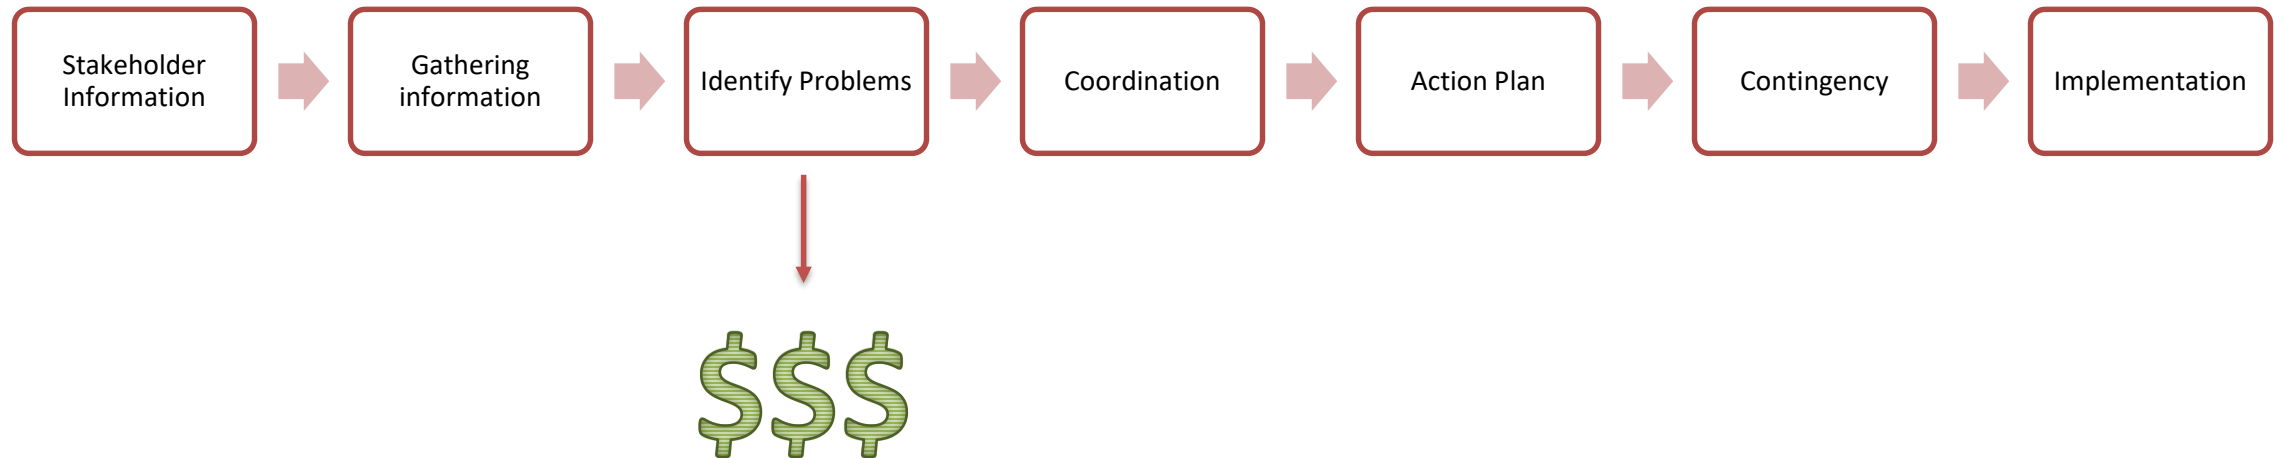 Stakeholder
Information
Gathering
information
Identify Problems
Coordination
Action Plan
Contingency
Implementation
$$$